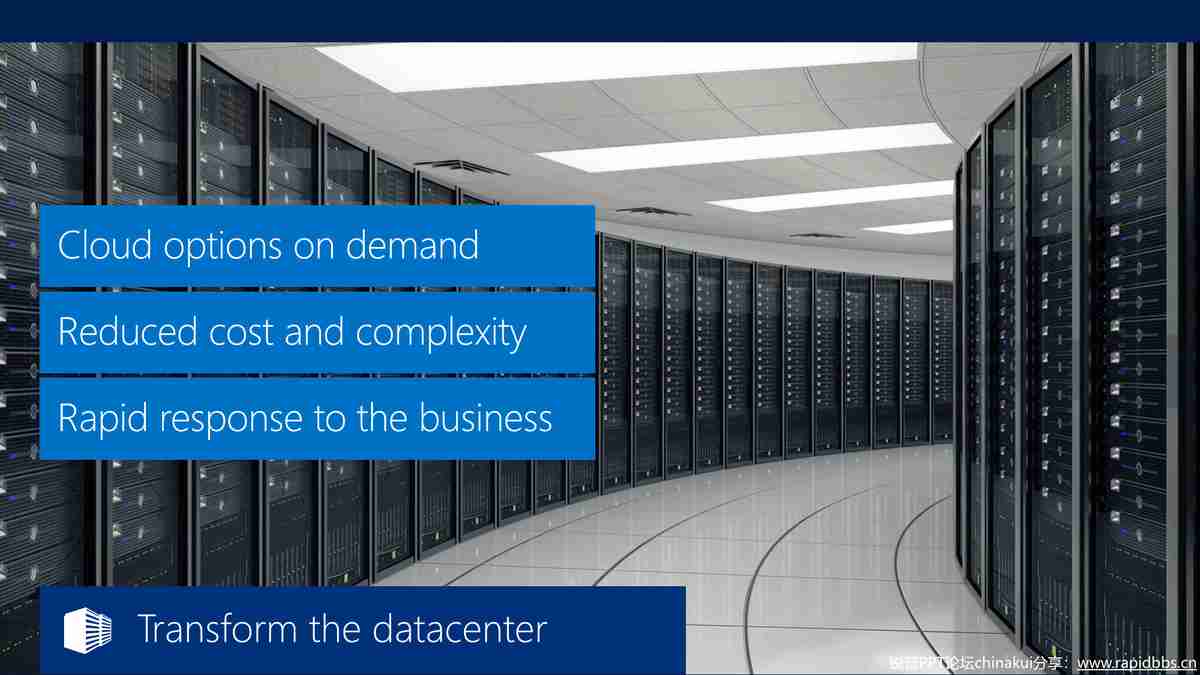 Cloud options on demand
Reduced cost and complexity
Rapid response to the business
Transform the datacenter
锐普PPT论坛chinakui分享：www.rapidbbs.cn